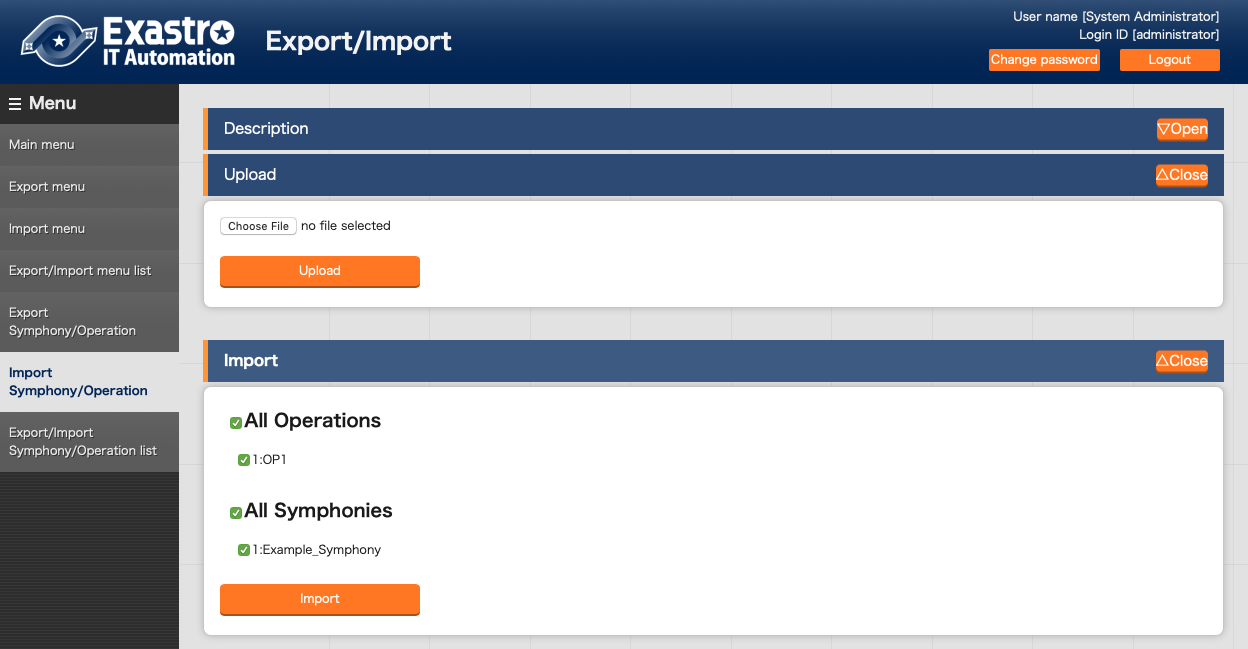 Exastro
IT Automation
Export/Import
User name [System Administrator]
Login ID [administrator]
Change password
Logout
☰ Menu
Main menu
Export menu
Import menu
Export/Import menu list
Export
Symphony/Operation
Import
Symphony/Operation
Export/Import
Symphony/Operation list
Description
▽Open
Upload
△Close
Choose File no file selected
Upload
Import
△Close
All Operations
1:OP1
All Symphonies
1:Example_Symphony
Import